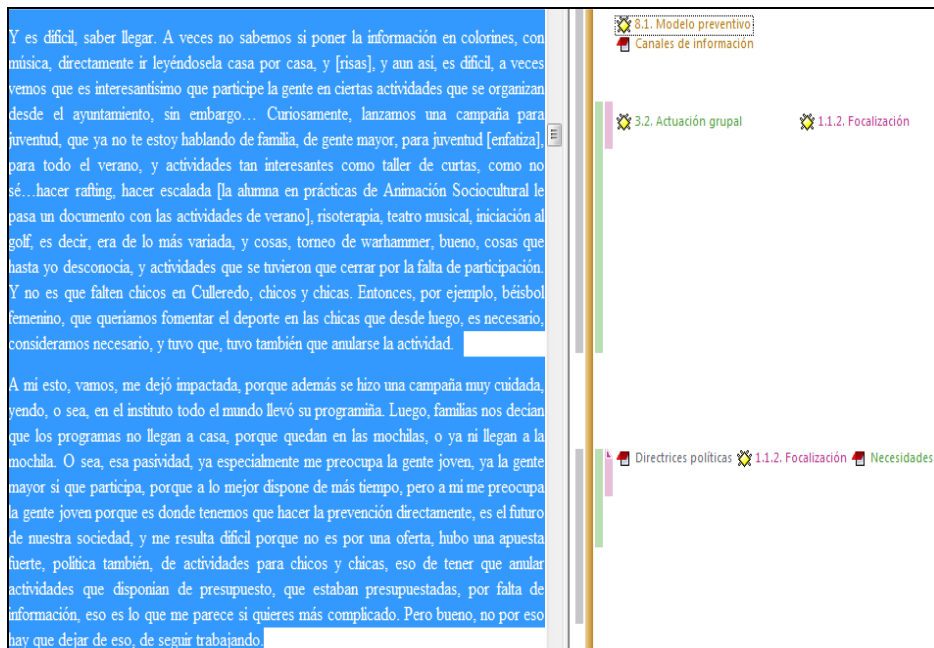 Y es difícil, saber llegar. A veces no sabemos si poner la información en colorines, con
música, directamente ir leyéndosela casa por casa, y [risas], y aun asi, es difícil, a veces
vemos que es interesantísimo que participe la gente en ciertas actividades que se organizan
desde el ayuntamiento, sin embargo… Curiosamente, lanzamos una campaña para
juventud, que ya no te estoy hablando de familia, de gente mayor, para juventud [enfatiza],
para todo el verano, y actividades tan interesantes como taller de curtas, como no
sé…hacer rafting, hacer escalada [la alumna en prácticas de Animación Sociocultural le
pasa un documento con las actividades de verano], risoterapia, teatro musical, iniciación al
golf, es decir, era de lo más variada, y cosas, torneo de warhammer, bueno, cosas que
hasta yo desconocia, y actividades que se tuvieron que cerrar por la falta de participación.
Y no es que falten chicos en Culleredo, chicos y chicas. Entonces, por ejemplo, béisbol
femenino, que queriamos fomentar el deporte en las chicas que desde luego, es necesario,
consideramos necesario, y tuvo que, tuvo también que anularse la actividad.
A mi esto, vamos, me dejó impactada, porque además se hizo una campaña muy cuidada,
yendo, o sea, en el instituto todo el mundo llevó su programiña. Luego, familias nos decian
que los programas no llegan a casa, porque quedan en las mochilas, o ya ni llegan a la
mochila. O sea, esa pasividad, ya especialmente me preocupa la gente joven, ya la gente
mayor si que participa, porque a lo mejor dispone de más tiempo, pero a mi me preocupa
la gente joven porque es donde tenemos que hacer la prevención directamente, es el futuro
de nuestra sociedad, y me resulta difícil porque no es por una oferta, hubo una apuesta
fuerte, política también, de actividades para chicos y chicas, eso de tener que anular
actividades que disponian de presupuesto, que estaban presupuestadas, por falta de
información, eso es lo que me parece si quieres más complicado. Pero bueno, no por eso
hay que dejar de eso, de seguir trabajando.
8.1. Modelo preventivo
Canales de información
3.2. Actuación grupal 1.1.2. Focalización
Directrices políticas 1.1.2. Focalización Necesidades